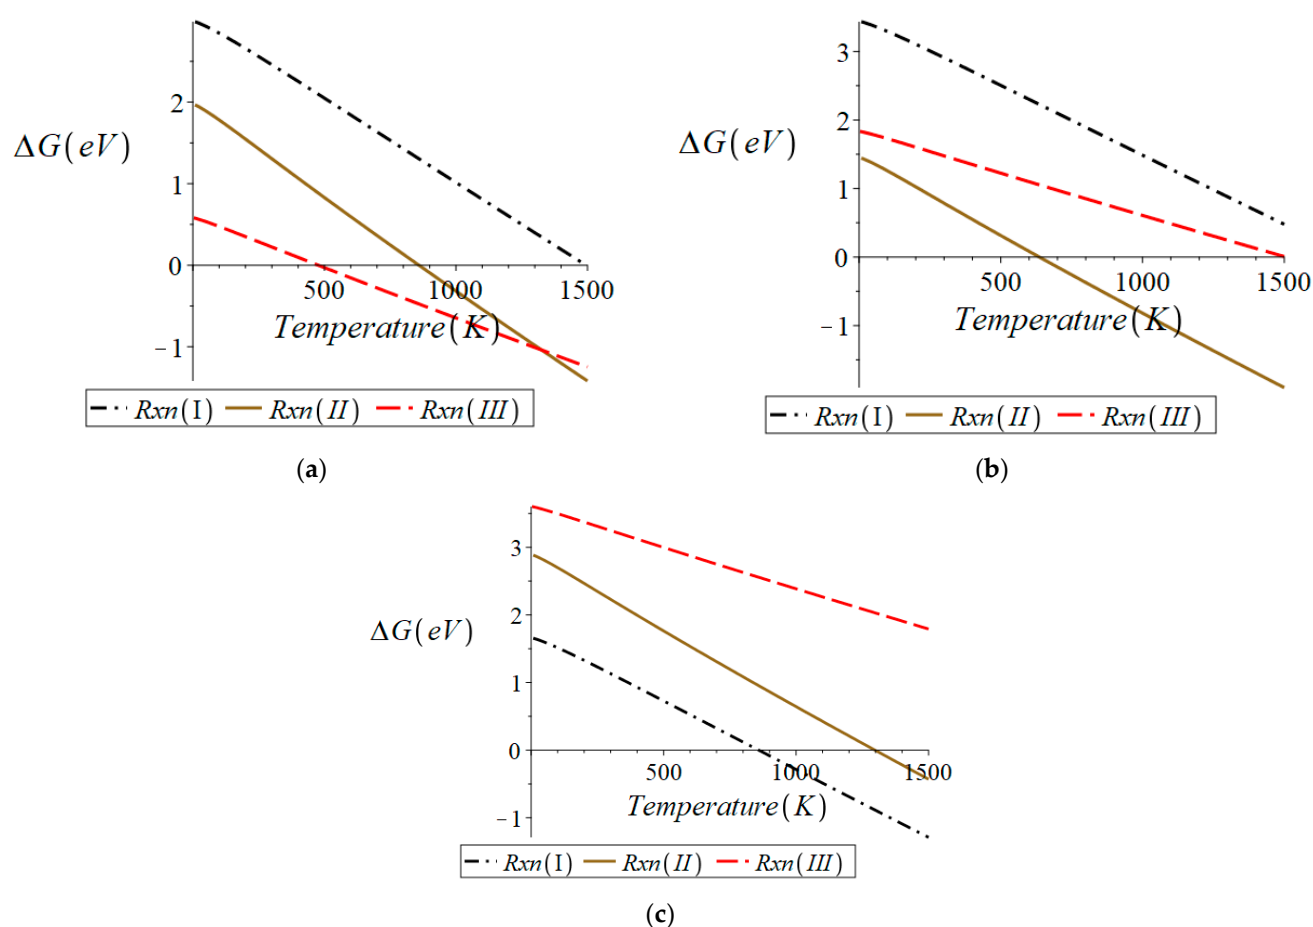 2
ΔG(eV)
1
0
500
1000
1500
Temperature(K)
-1
Rxn(I) Rxn(II) Rxn(III)
(a)
3
2
ΔG(eV)
1
0
500
1000
1500
Temperature(K)
-1
Rxn(I) Rxn(II) Rxn(III)
(b)
3
2
ΔG(eV)
1
0
500
1000
1500
Temperature(K)
-1
Rxn(I) Rxn(II) Rxn(III)
(c)